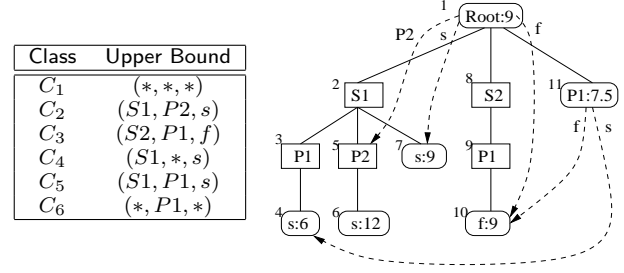 Class Upper Bound
C1 (∗, ∗, ∗)
C2 (S1, P2, s)
C3 (S2, P1, f)
C4 (S1, ∗, s)
C5 (S1, P1, s)
C6 (∗, P1, ∗)
1 Root:9
P2 s f
2 S1 8 S2 11 P1:7.5
f s
3 P1 5 P2 7 s:9 9 P1
4 s:6 6 s:12 10 f:9